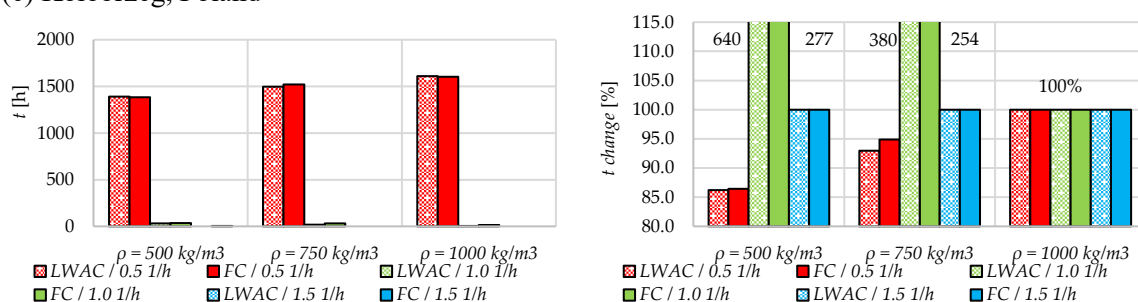 Kołobrzeg, Poland
t [h]
2000
1500
1000
500
0
ρ = 500 kg/m3 ρ = 750 kg/m3 ρ = 1000 kg/m3
LWAC / 0.5 1/h FC / 0.5 1/h LWAC / 1.0 1/h
FC / 1.0 1/h LWAC / 1.5 1/h FC / 1.5 1/h
t change [%]
115.0
110.0
105.0
100.0
95.0
90.0
85.0
80.0
640 277 380 254
100%
ρ = 500 kg/m3 ρ = 750 kg/m3 ρ = 1000 kg/m3
LWAC / 0.5 1/h FC / 0.5 1/h LWAC / 1.0 1/h
FC / 1.0 1/h LWAC / 1.5 1/h FC / 1.5 1/h